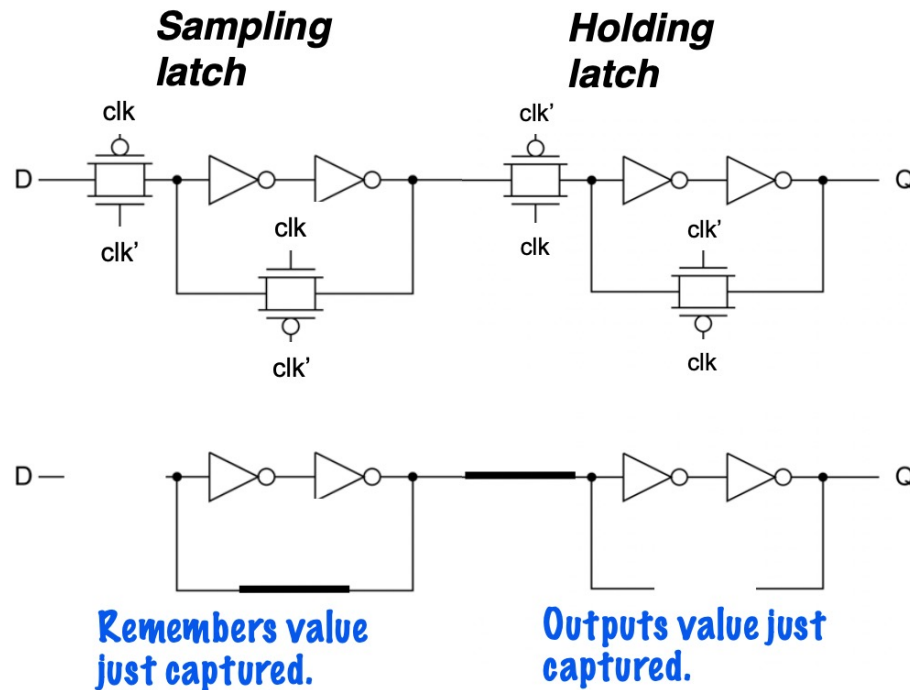 Sampling
latch
Holding
latch
clk
clk’
D
Q
clk
clk’
clk’
clk
clk’
clk
D
Q
Remembers value
just captured.
Outputs value just
captured.